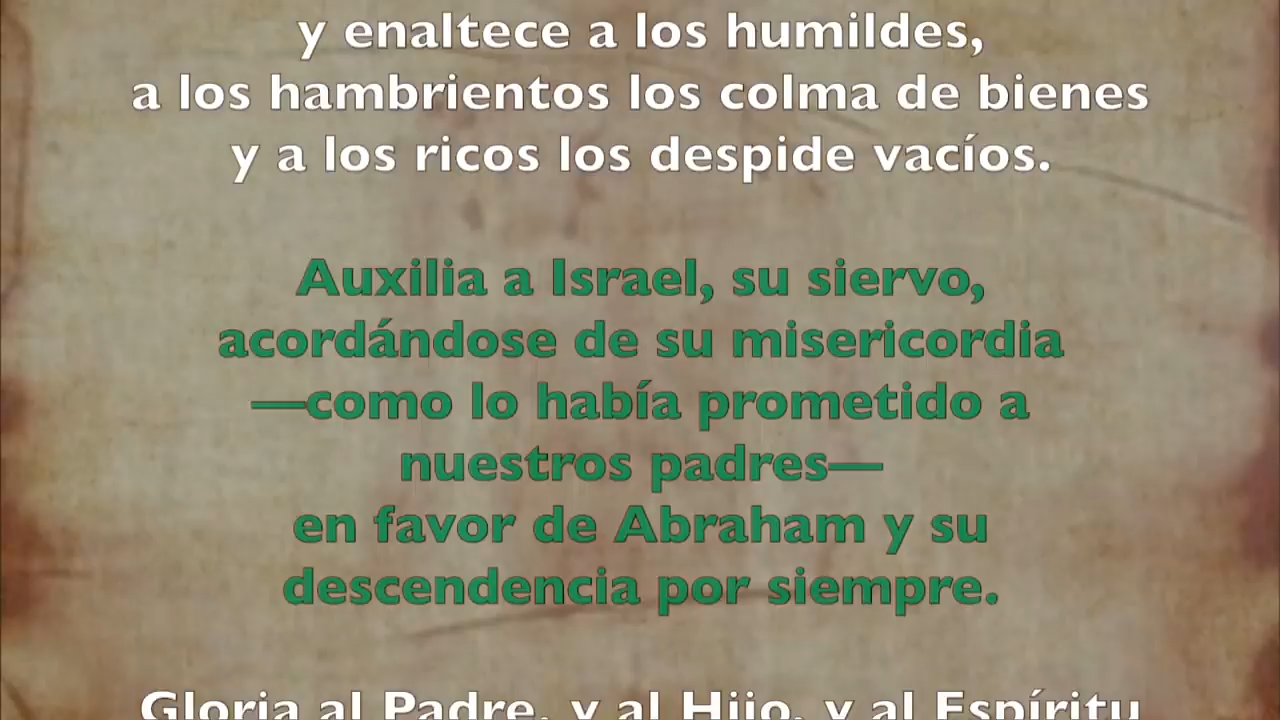 y enaltece a los humildes,
a los hambrientos los colma de bienes
y a los ricos los despide vacíos.
Auxilia a Israel, su siervo,
acordándose de su misericordia
—como lo había prometido a
nuestros padres—
en favor de Abraham y su
descendencia por siempre.
Gloria al Padre, y al Hijo, y al Espíritu